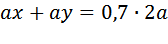 ax + ay = 0,7 · 2a